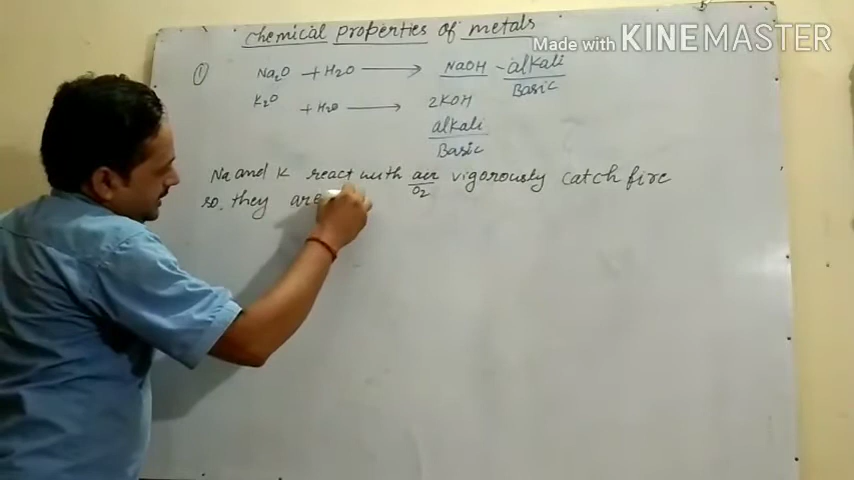 chemical properties of metals
Made with KINEMASTER
① Na₂O + H₂O ⟶ NaOH - alkali
Basic
K₂O + H₂O ⟶ 2KOH
alkali
Basic
Na and K react with air vigorously catch fire
O₂
so, they are